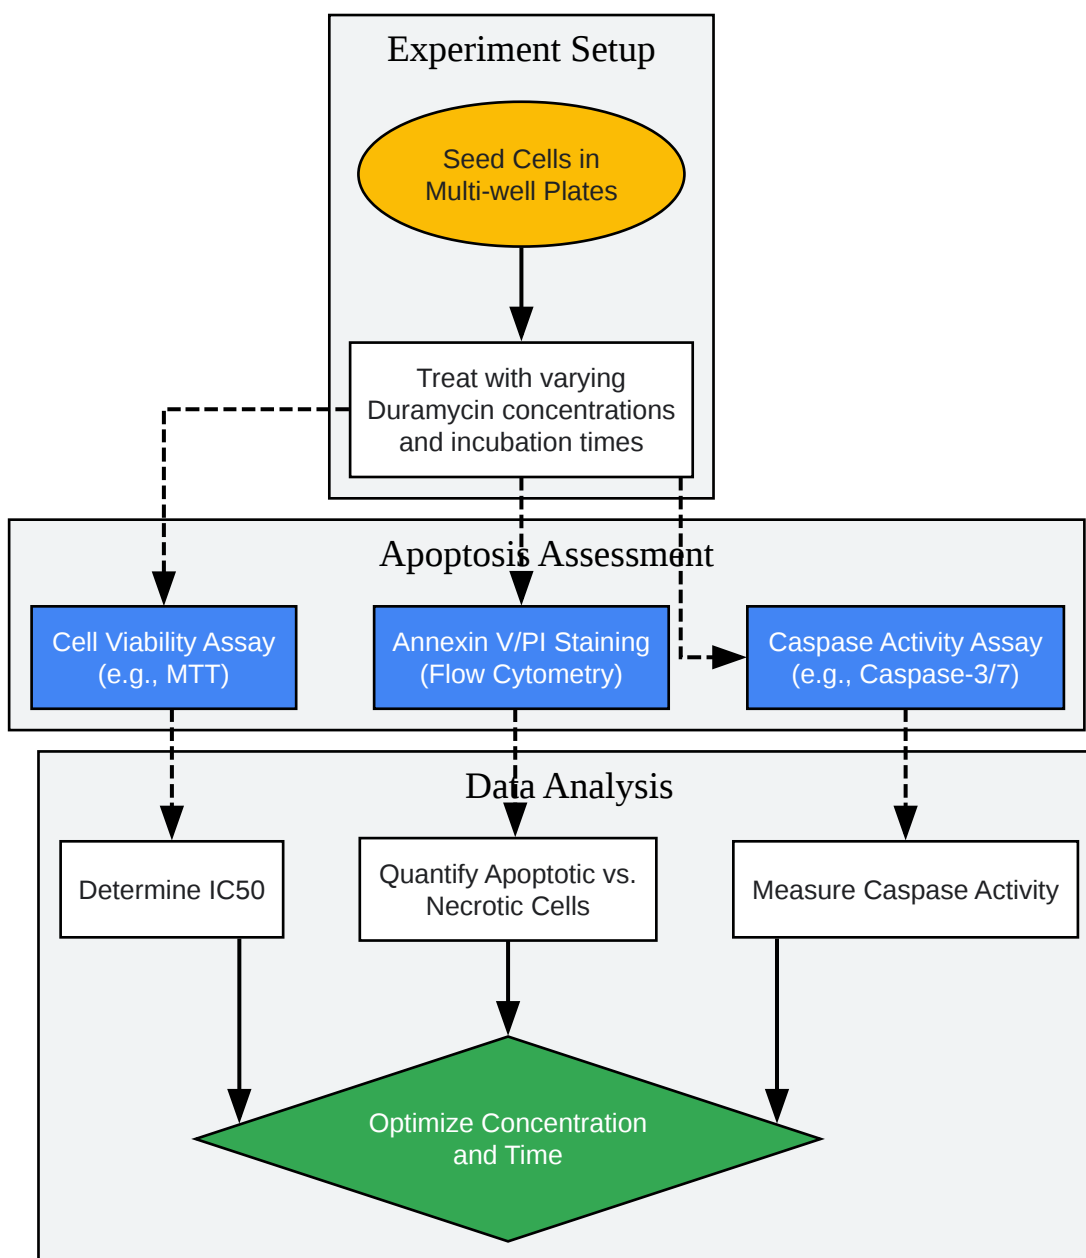 Experiment Setup
Seed Cells in
Multi-well Plates
Treat with varying
Duramycin concentrations
and incubation times
Apoptosis Assessment
Cell Viability Assay
(e.g., MTT)
Annexin V/PI Staining
(Flow Cytometry)
Caspase Activity Assay
(e.g., Caspase-3/7)
Data Analysis
Determine IC50
Quantify Apoptotic vs.
Necrotic Cells
Measure Caspase Activity
Optimize Concentration
and Time